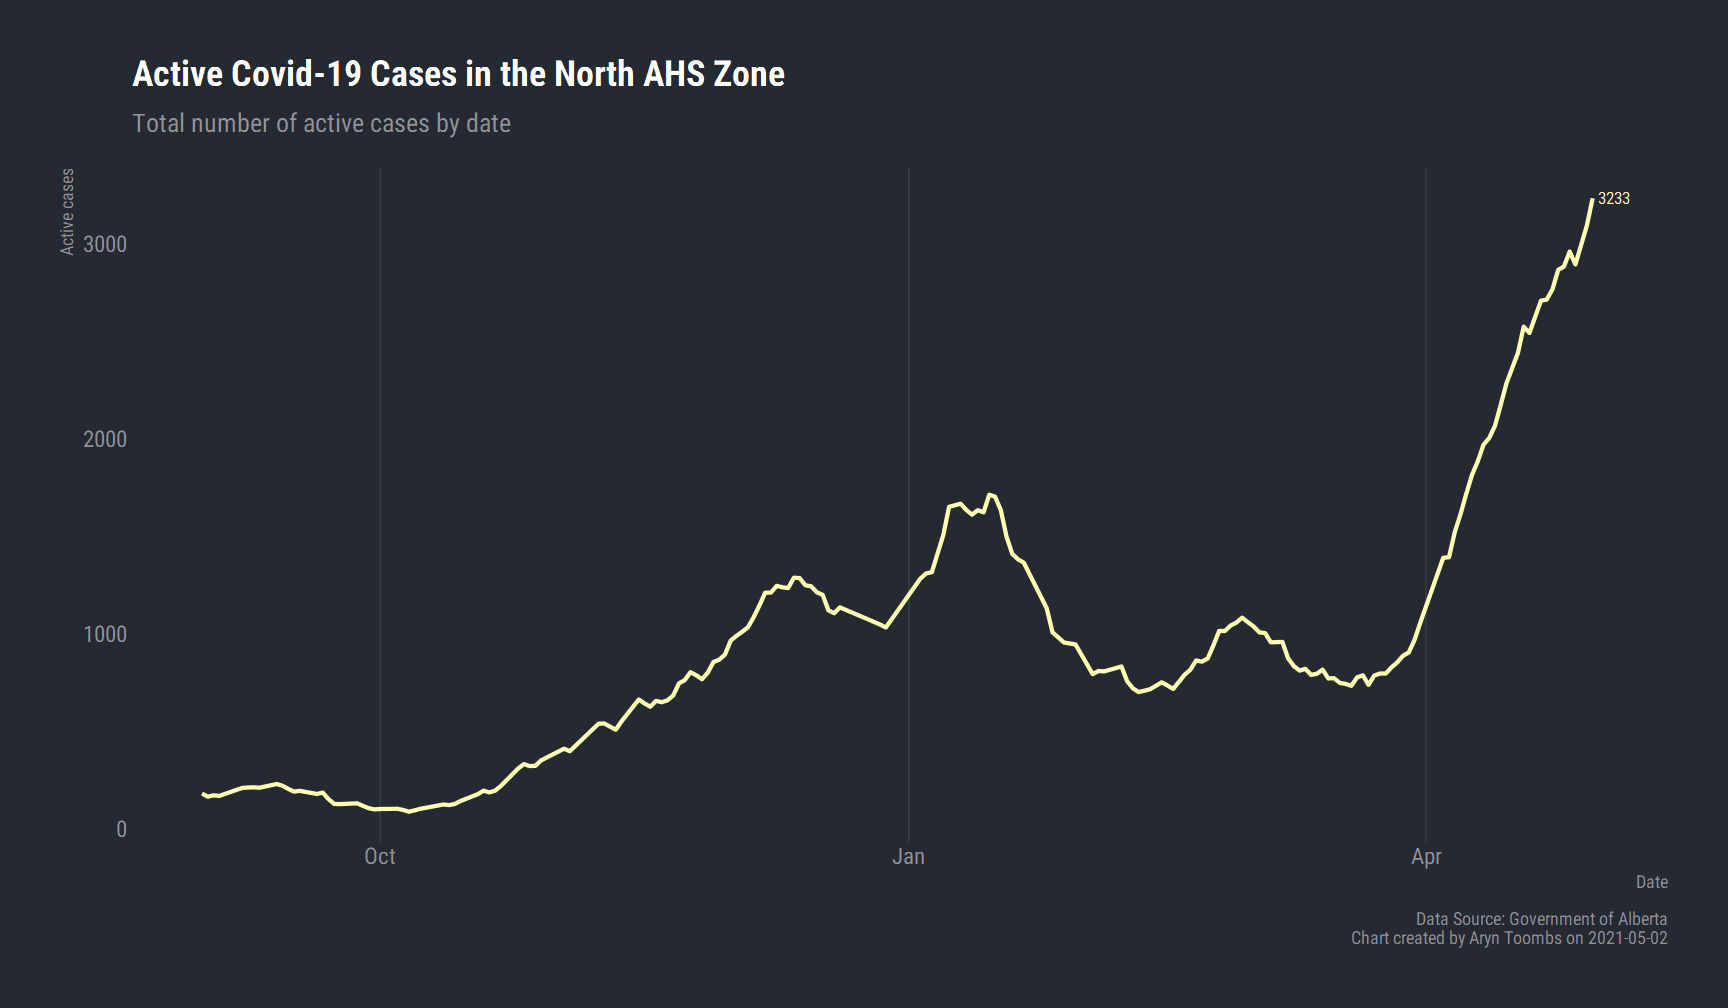 Active Covid-19 Cases in the North AHS Zone
Total number of active cases by date
Active cases
3000
2000
1000
0
3233
Oct
Jan
Apr
Date
Data Source: Government of Alberta
Chart created by Aryn Toombs on 2021-05-02